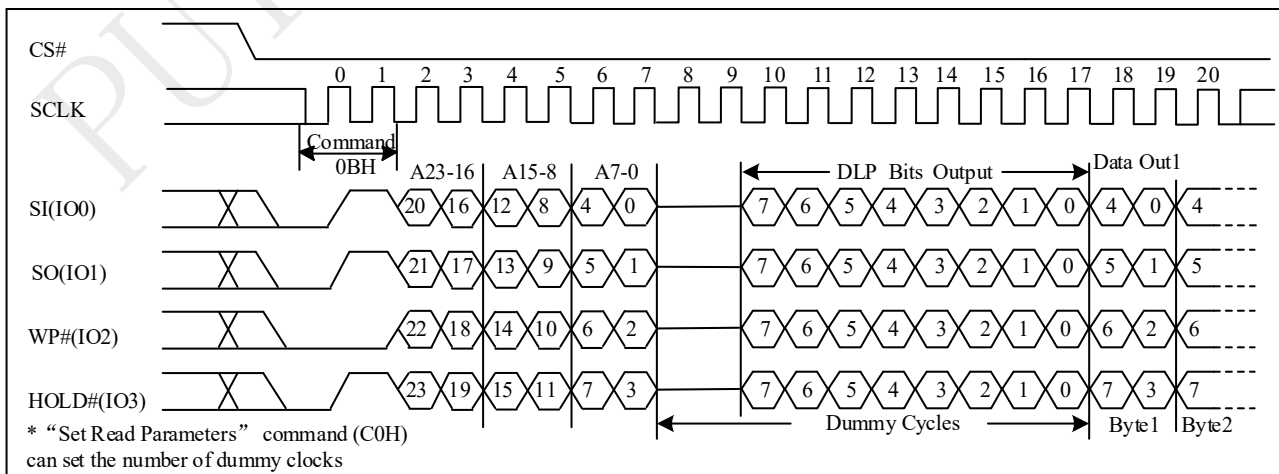 PU
CS#
0 1 2 3 4 5 6 7 8 9 10 11 12 13 14 15 16 17 18 19 20
SCLK
Command
0BH
A23-16 A15-8 A7-0 DLP Bits Output Data Out1
SI(IO0) 20 16 12 8 4 0 7 6 5 4 3 2 1 0 4 0 4
SO(IO1) 21 17 13 9 5 1 7 6 5 4 3 2 1 0 5 1 5
WP#(IO2) 22 18 14 10 6 2 7 6 5 4 3 2 1 0 6 2 6
HOLD#(IO3) 23 19 15 11 7 3 7 6 5 4 3 2 1 0 7 3 7
Dummy Cycles Byte1 Byte2
* “Set Read Parameters” command (C0H)
can set the number of dummy clocks